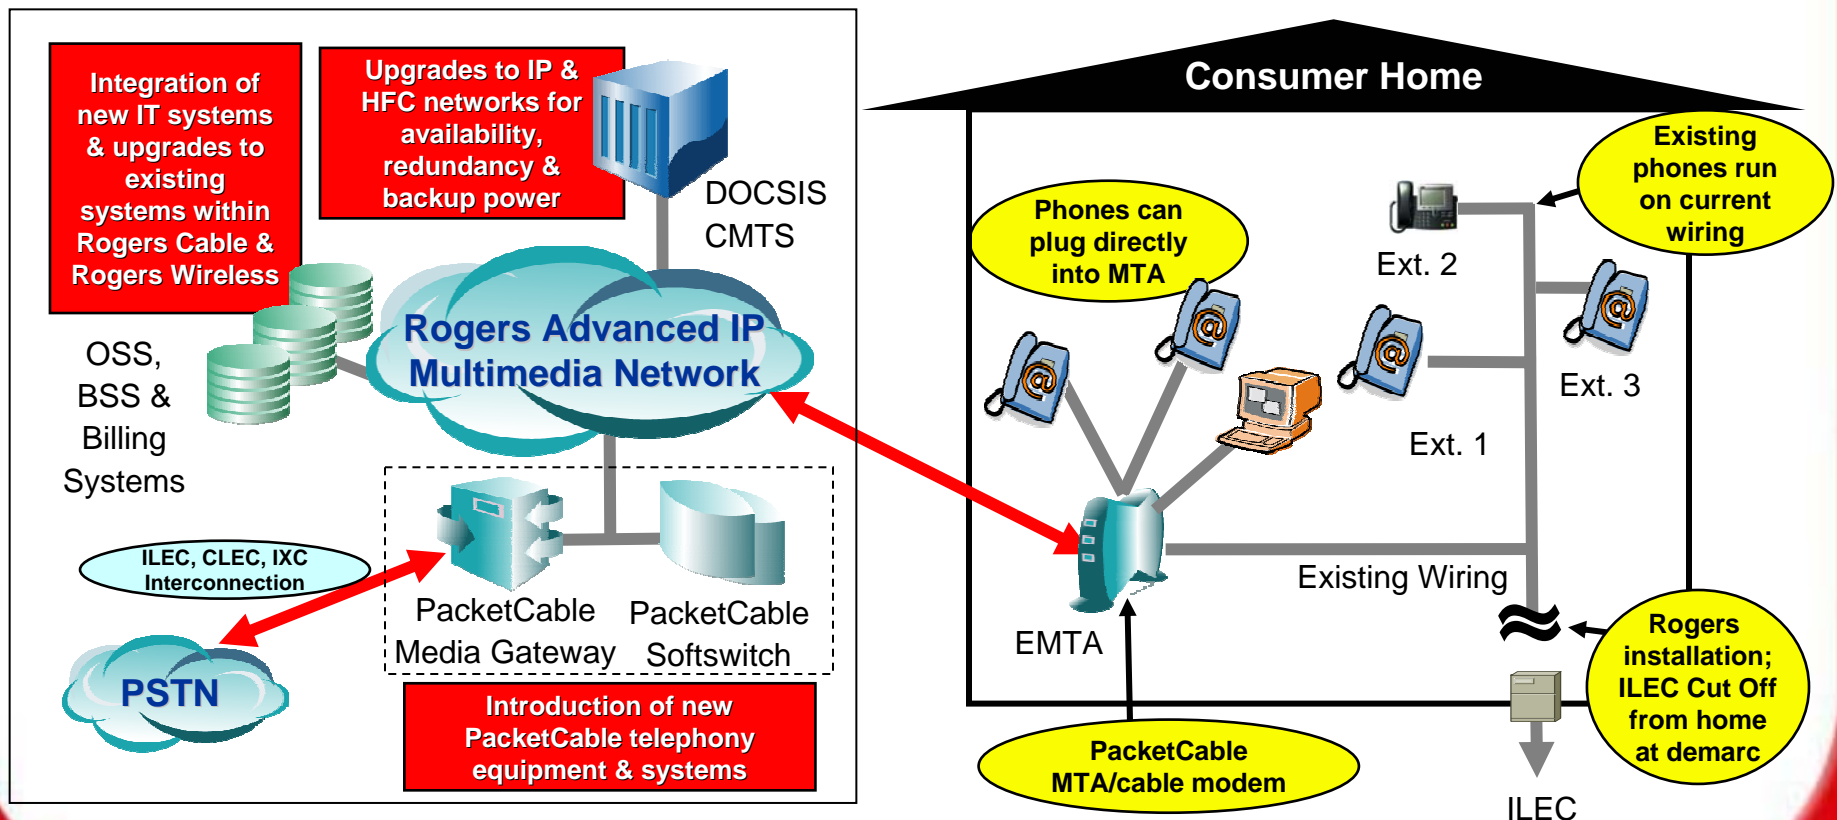 Integration of
new IT systems
& upgrades to
existing
systems within
Rogers Cable &
Rogers Wireless
Upgrades to IP &
HFC networks for
availability,
redundancy &
backup power
DOCSIS
CMTS
OSS,
BSS &
Billing
Systems
Rogers Advanced IP
Multimedia Network
ILEC, CLEC, IXC
Interconnection
PSTN
PacketCable
Media Gateway
PacketCable
Softswitch
Introduction of new
PacketCable telephony
equipment & systems
Consumer Home
Phones can
plug directly
into MTA
Existing
phones run
on current
wiring
Ext. 2
Ext. 3
Ext. 1
Existing Wiring
EMTA
PacketCable
MTA/cable modem
Rogers
installation;
ILEC Cut Off
from home
at demarc
ILEC